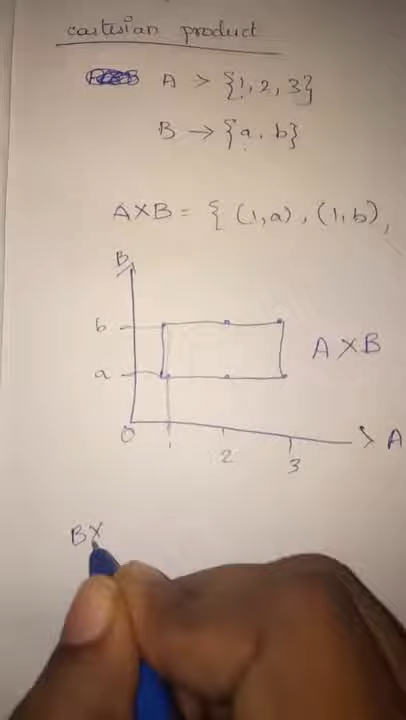 cartesian product
A > {1, 2, 3}
B → {a, b}
A X B = { (1, a), (1, b),
B
b
A X B
a
0
1
2
3
A
B X